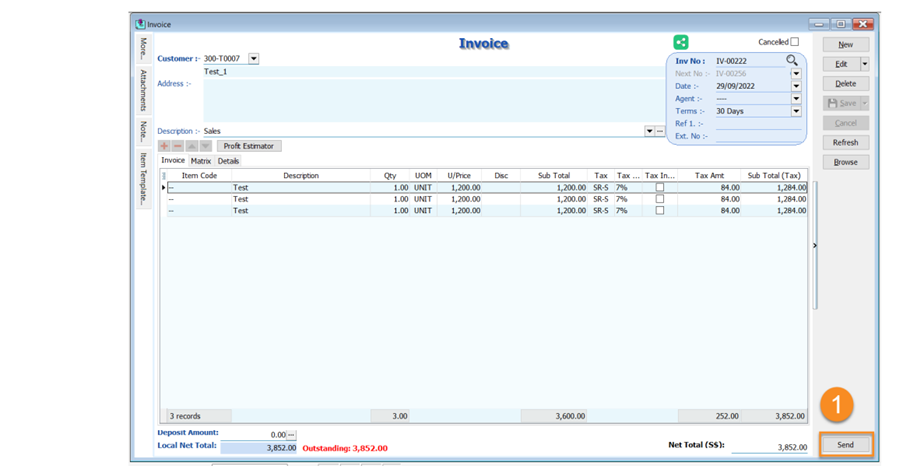 Invoice
More..
Attachments
Note..
Item Template..
Invoice
Cancelled
Customer :- 300-T0007
Test_1
Address :-
Inv No : IV-00222
Next No :- IV-00256
Date :- 29/09/2022
Agent :- ----
Terms :- 30 Days
Ref 1. :-
Ext. No :-
Description :- Sales
Profit Estimator
Invoice Matrix Details
Item Code Description Qty UOM U/Price Disc Sub Total Tax Tax ... Tax In... Tax Amt Sub Total (Tax)
-- Test 1.00 UNIT 1,200.00 1,200.00 SR-S 7% 84.00 1,284.00
-- Test 1.00 UNIT 1,200.00 1,200.00 SR-S 7% 84.00 1,284.00
-- Test 1.00 UNIT 1,200.00 1,200.00 SR-S 7% 84.00 1,284.00
3 records 3.00 3,600.00 252.00 3,852.00
Deposit Amount: 0.00
Local Net Total: 3,852.00 Outstanding: 3,852.00
Net Total (S$): 3,852.00
New
Edit
Delete
Save
Cancel
Refresh
Browse
1
Send